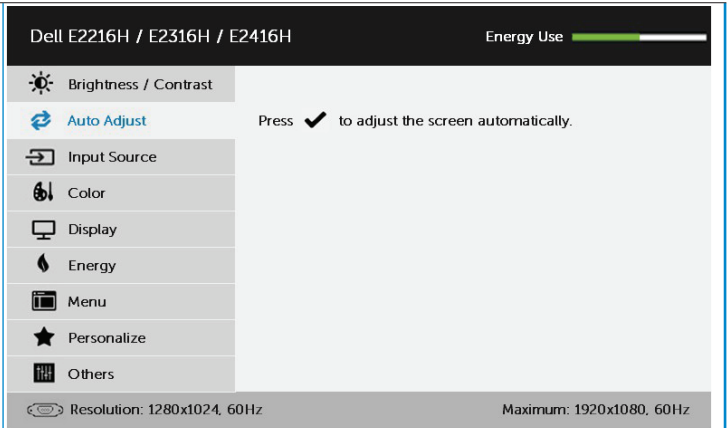 Dell E2216H / E2316H / E2416H
Energy Use
Brightness / Contrast
Auto Adjust
Press ✔ to adjust the screen automatically.
Input Source
Color
Display
Energy
Menu
Personalize
Others
Resolution: 1280x1024, 60Hz
Maximum: 1920x1080, 60Hz